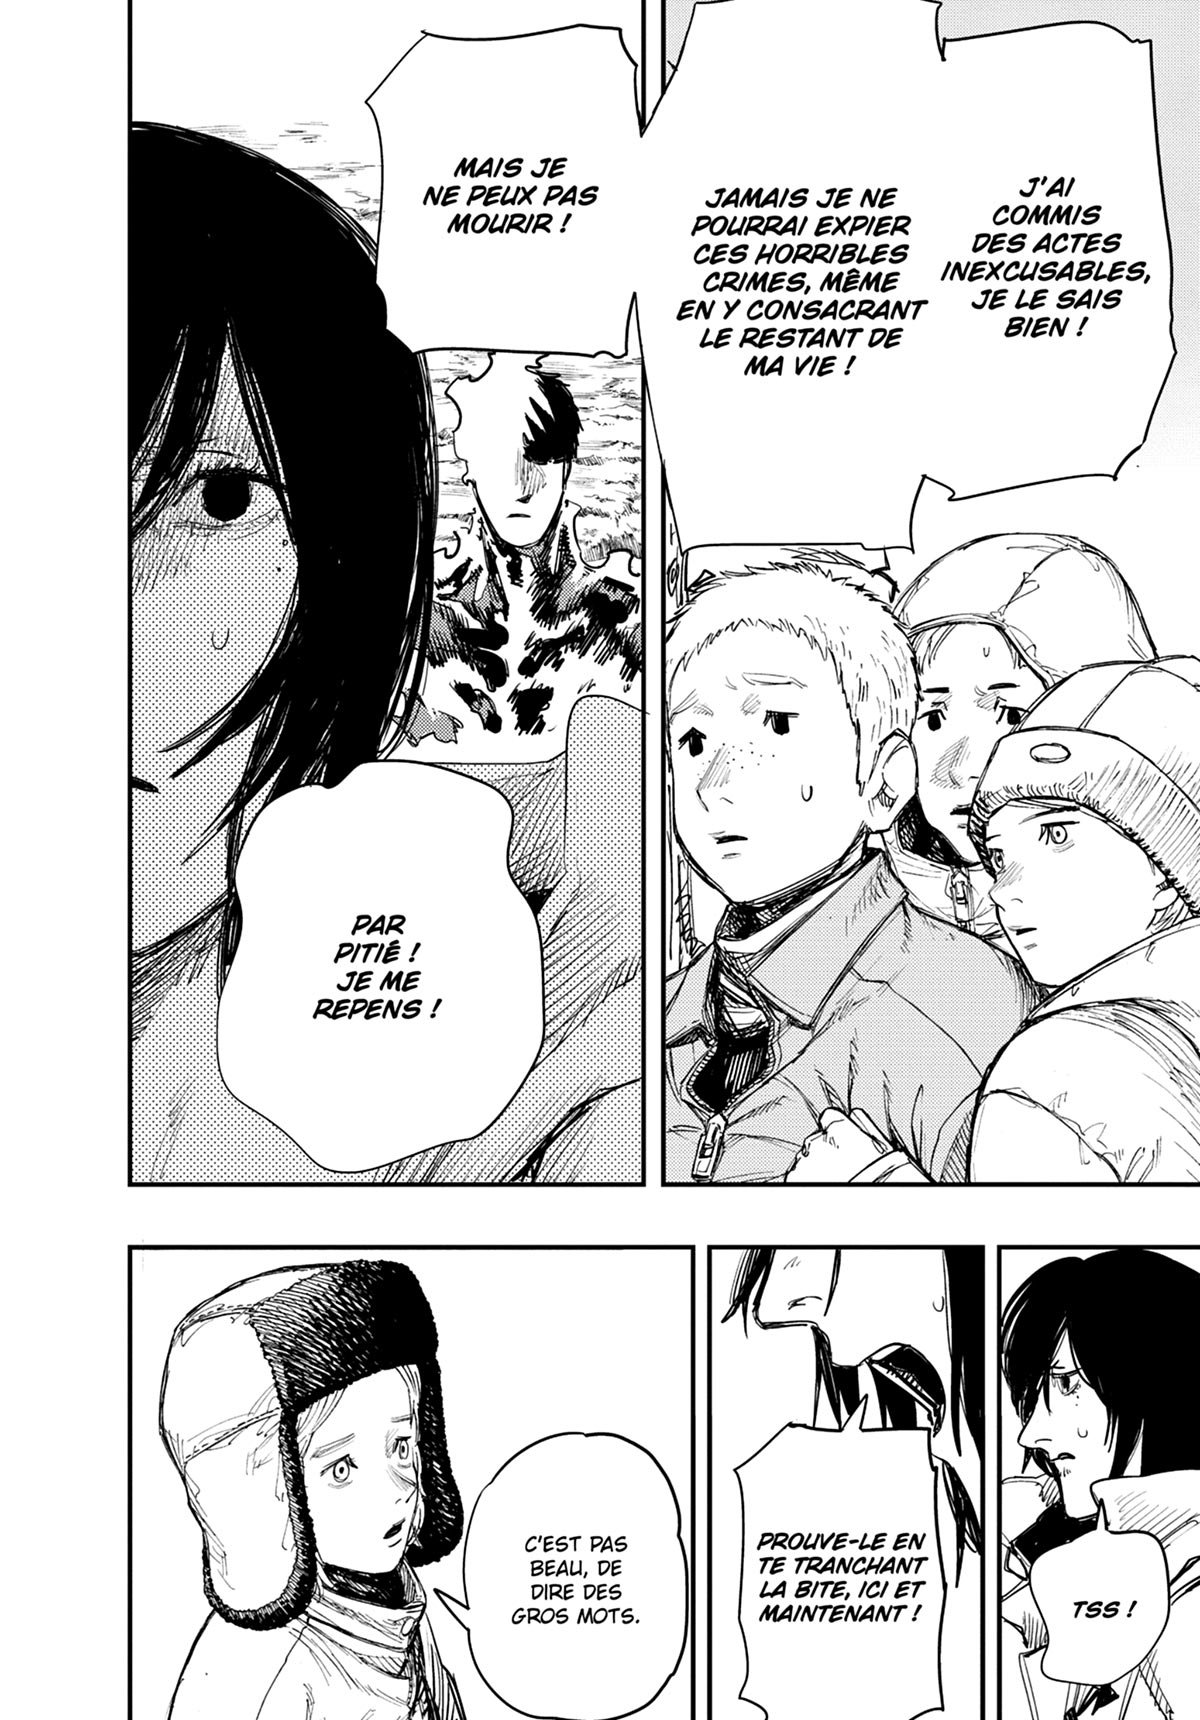 J'AI
COMMIS
DES ACTES
INEXCUSABLES,
JE LE SAIS
BIEN !
JAMAIS JE NE
POURRAI EXPIER
CES HORRIBLES
CRIMES, MÊME
EN Y CONSACRANT
LE RESTANT DE
MA VIE !
MAIS JE
NE PEUX PAS
MOURIR !
PAR
PITIÉ !
JE ME
REPENS !
TSS !
PROUVE-LE EN
TE TRANCHANT
LA BITE, ICI ET
MAINTENANT !
C'EST PAS
BEAU, DE
DIRE DES
GROS MOTS.